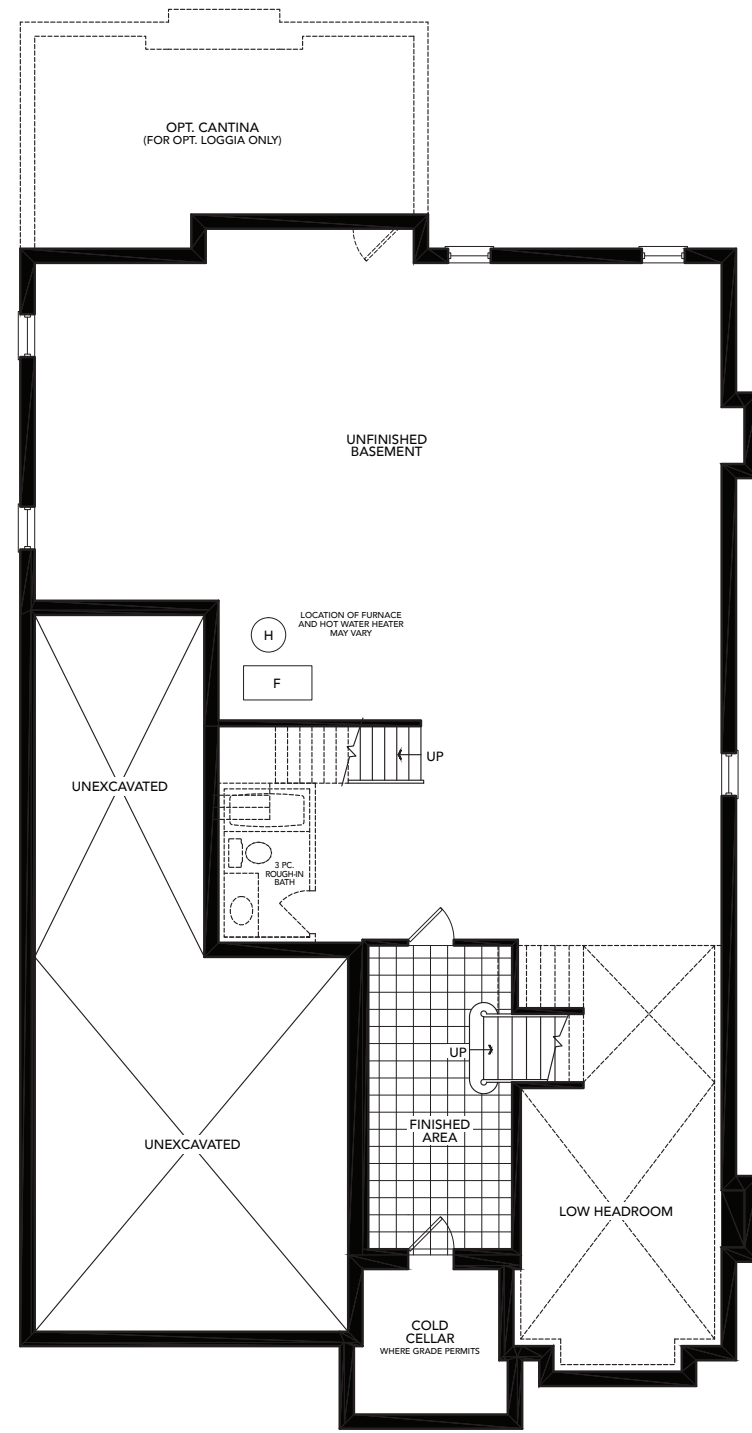 OPT. CANTINA
(FOR OPT. LOGGIA ONLY)
UNFINISHED
BASEMENT
LOCATION OF FURNACE
AND HOT WATER HEATER
MAY VARY
H
F
UP
UNEXCAVATED
3 PC.
ROUGH-IN
BATH
UP
FINISHED
AREA
UNEXCAVATED
LOW HEADROOM
COLD
CELLAR
WHERE GRADE PERMITS